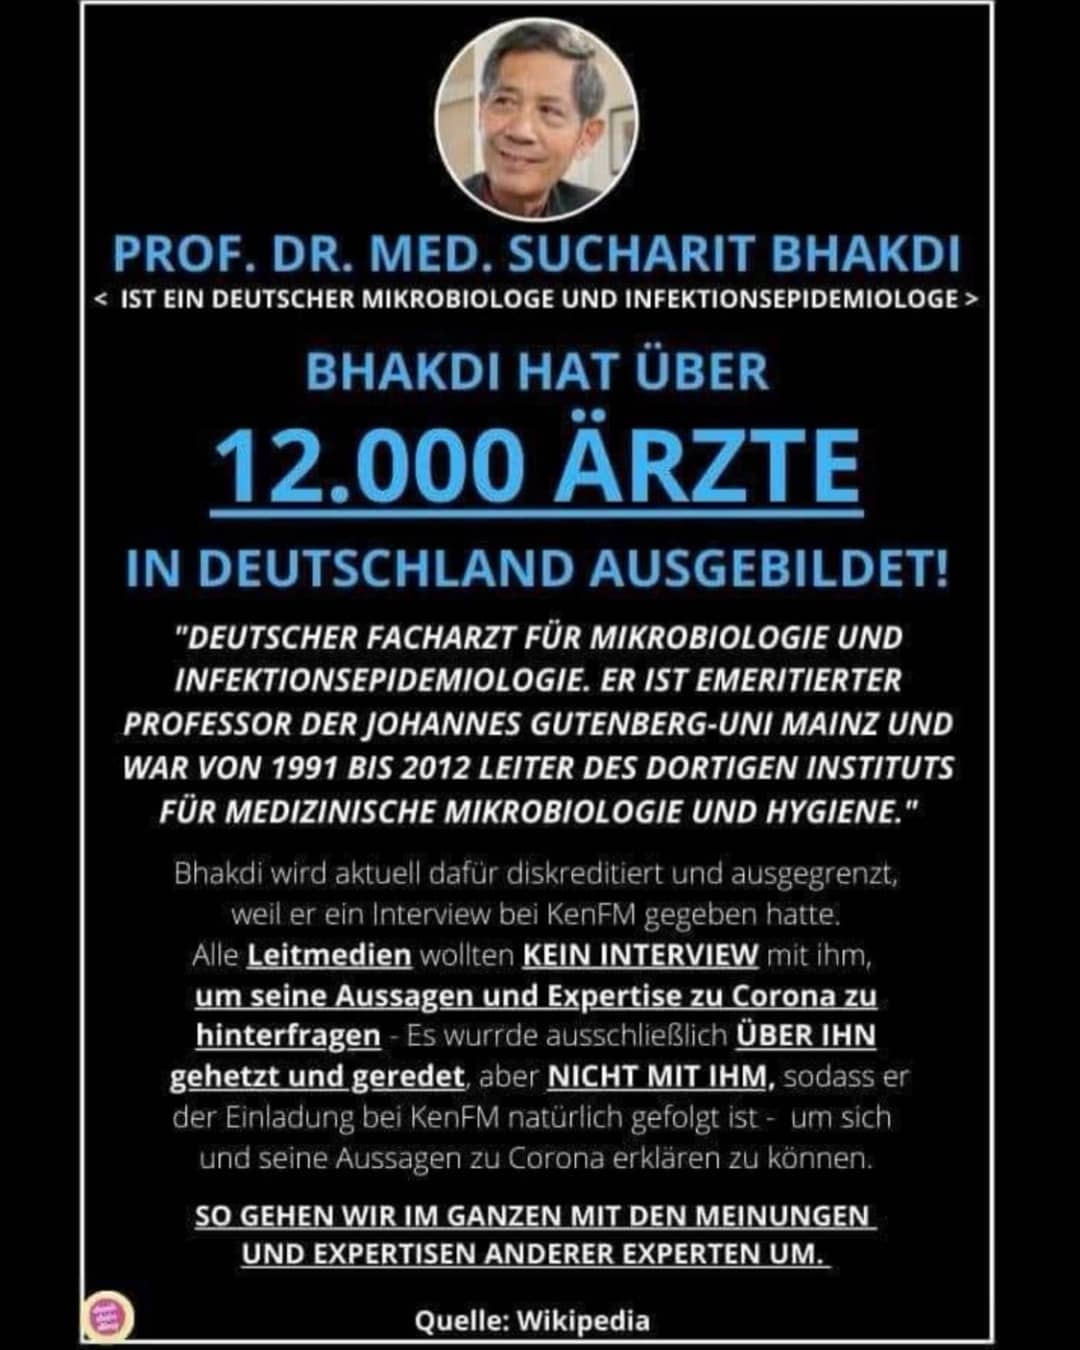 PROF. DR. MED. SUCHARIT BHAKDI
< IST EIN DEUTSCHER MIKROBIOLOGE UND INFEKTIONSEPIDEMIOLOGE >
BHAKDI HAT ÜBER
12.000 ÄRZTE
IN DEUTSCHLAND AUSGEBILDET!
"DEUTSCHER FACHARZT FÜR MIKROBIOLOGIE UND
INFEKTIONSEPIDEMIOLOGIE. ER IST EMERITIERTER
PROFESSOR DER JOHANNES GUTENBERG-UNI MAINZ UND
WAR VON 1991 BIS 2012 LEITER DES DORTIGEN INSTITUTS
FÜR MEDIZINISCHE MIKROBIOLOGIE UND HYGIENE."
Bhakdi wird aktuell dafür diskreditiert und ausgegrenzt,
weil er ein Interview bei KenFM gegeben hatte.
Alle Leitmedien wollten KEIN INTERVIEW mit ihm,
um seine Aussagen und Expertise zu Corona zu
hinterfragen - Es wurrde ausschließlich ÜBER IHN
gehetzt und geredet, aber NICHT MIT IHM, sodass er
der Einladung bei KenFM natürlich gefolgt ist - um sich
und seine Aussagen zu Corona erklären zu können.
SO GEHEN WIR IM GANZEN MIT DEN MEINUNGEN
UND EXPERTISEN ANDERER EXPERTEN UM.
Quelle: Wikipedia